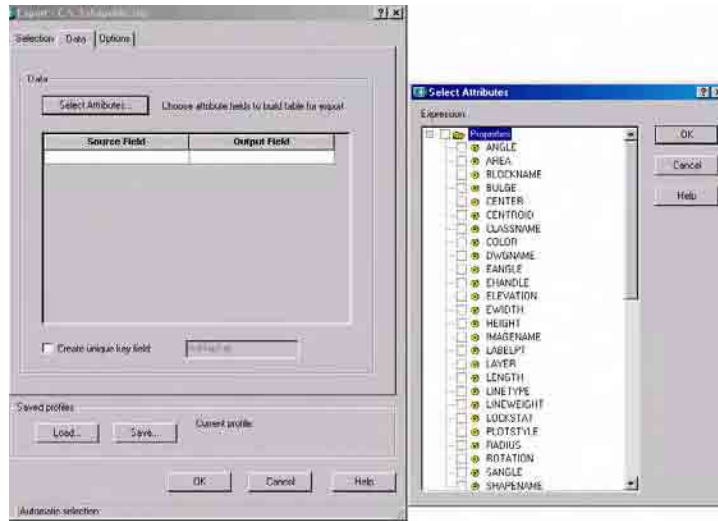 Export - C:\
Selection Data Options
Data
Select Attributes... Choose attribute fields to build table for export
Source Field Output Field
Create unique key field:
Saved profiles
Load... Save... Current profile:
OK Cancel Help
Automatic selection
Select Attributes
Expression
Properties
ANGLE
AREA
BLOCKNAME
BULGE
CENTER
CENTROID
CLASSNAME
COLOR
DWGNAME
EANGLE
EHANDLE
ELEVATION
EWIDTH
HEIGHT
IMAGENAME
LABELPT
LAYER
LENGTH
LINETYPE
LINEWEIGHT
LOCKSTAT
PLOTSTYLE
RADIUS
ROTATION
SANGLE
SHAPENAME
OK
Cancel
Help